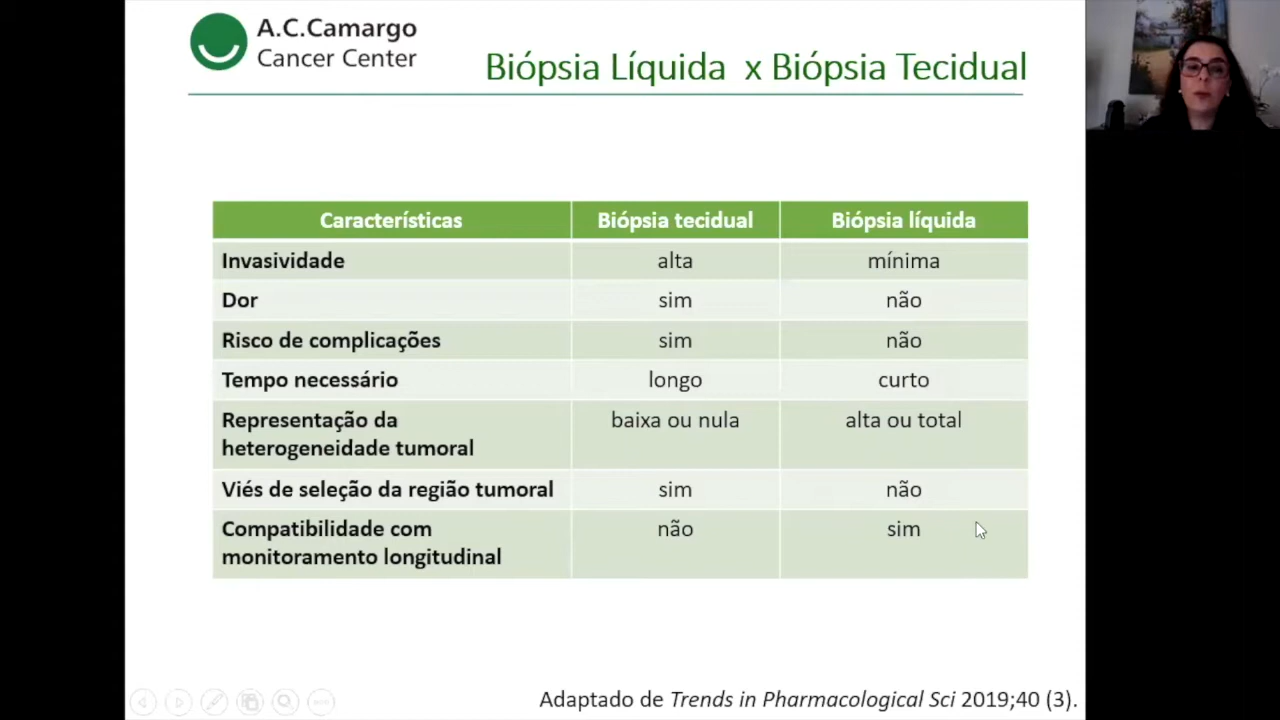 A.C.Camargo
Cancer Center
Biópsia Líquida x Biópsia Tecidual
Características Biópsia tecidual Biópsia líquida
Invasividade alta mínima
Dor sim não
Risco de complicações sim não
Tempo necessário longo curto
Representação da baixa ou nula alta ou total
heterogeneidade tumoral
Viés de seleção da região tumoral sim não
Compatibilidade com não sim
monitoramento longitudinal
Adaptado de Trends in Pharmacological Sci 2019;40 (3).